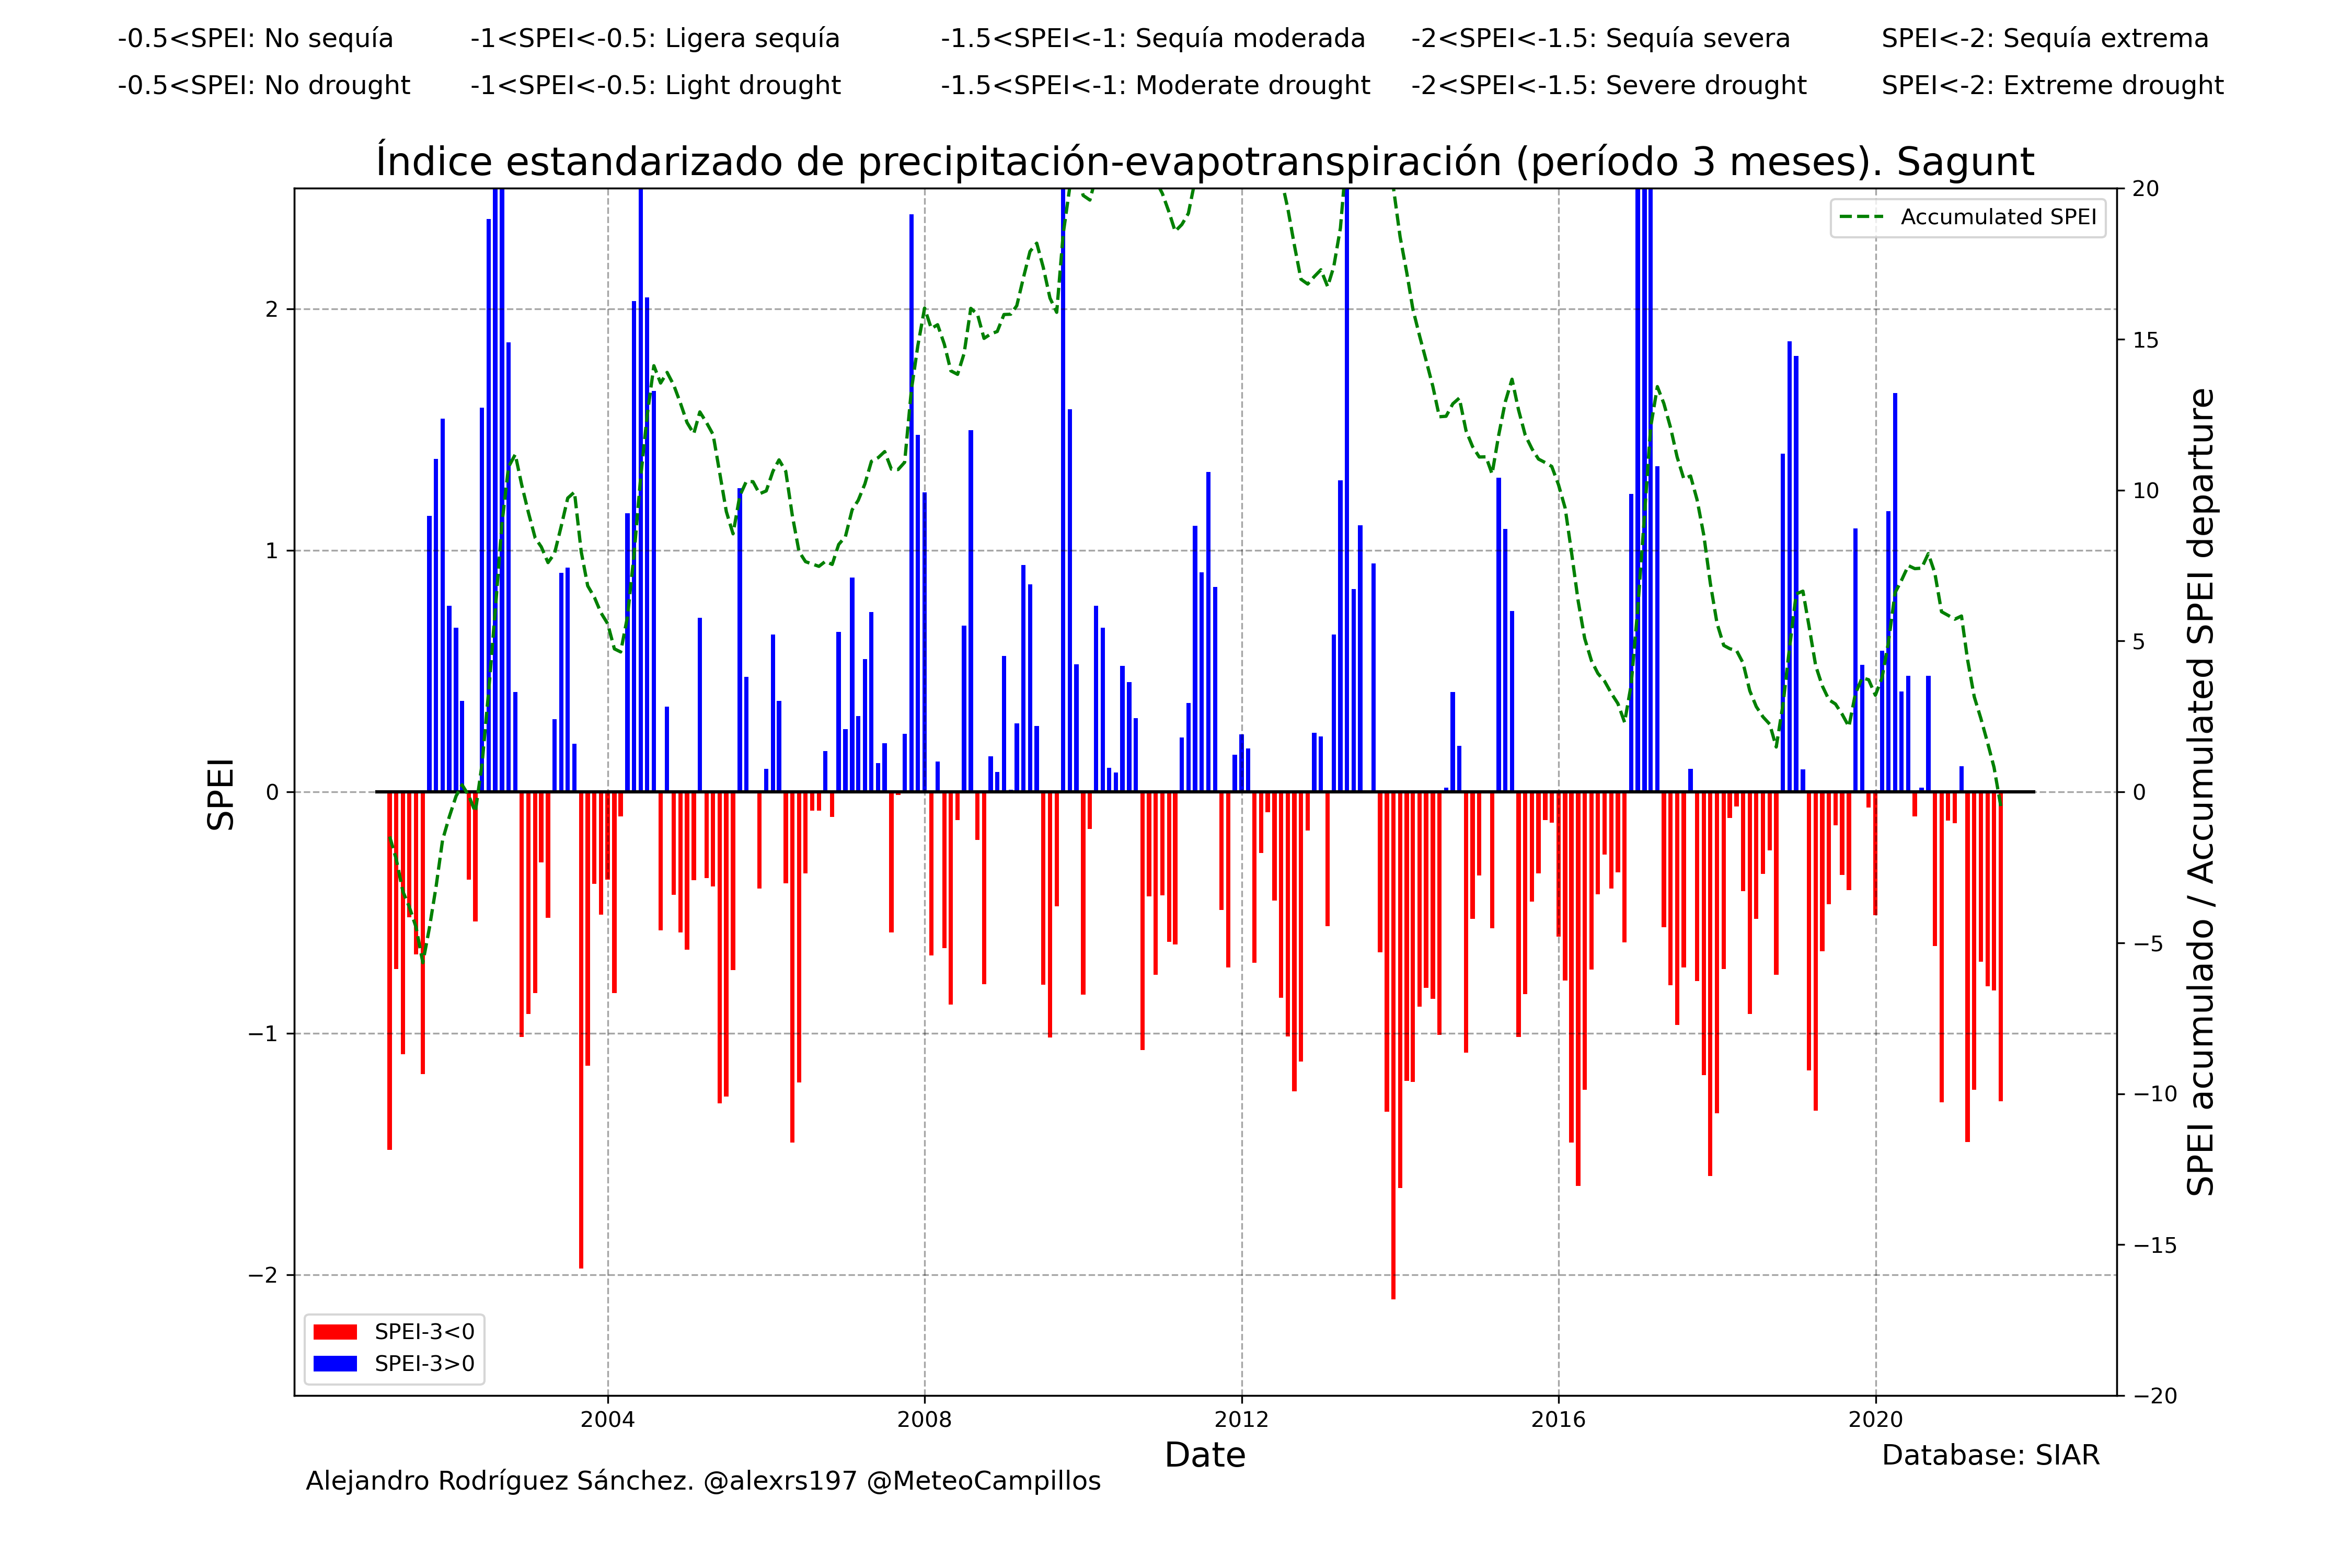 -0.5<SPEI: No sequía -1<SPEI<-0.5: Ligera sequía -1.5<SPEI<-1: Sequía moderada -2<SPEI<-1.5: Sequía severa SPEI<-2: Sequía extrema
-0.5<SPEI: No drought -1<SPEI<-0.5: Light drought -1.5<SPEI<-1: Moderate drought -2<SPEI<-1.5: Severe drought SPEI<-2: Extreme drought
Índice estandarizado de precipitación-evapotranspiración (período 3 meses). Sagunt
Accumulated SPEI
2
1
0
−1
−2
SPEI
20
15
10
5
0
−5
−10
−15
−20
SPEI acumulado / Accumulated SPEI departure
SPEI-3<0
SPEI-3>0
2004 2008 2012 2016 2020
Date
Database: SIAR
Alejandro Rodríguez Sánchez. @alexrs197 @MeteoCampillos